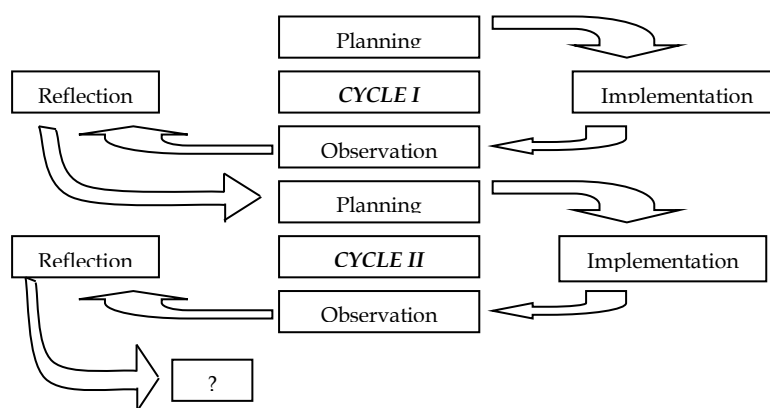 Planning
Reflection
CYCLE I
Implementation
Observation
Planning
Reflection
CYCLE II
Implementation
Observation
?